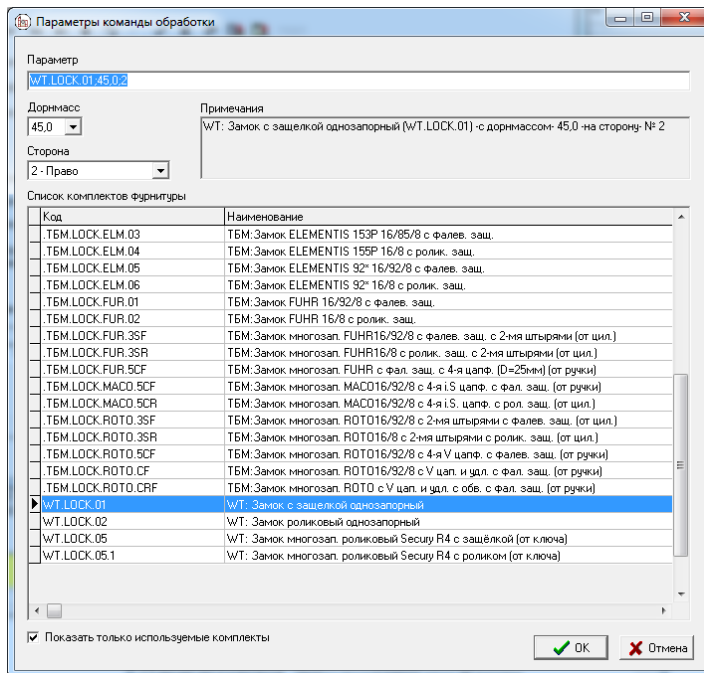 Параметры команды обработки
Параметр
WT.LOCK.01;45,0;2
Дорнмасс
45,0
Примечания
WT: Замок с защелкой однозапорный (WT.LOCK.01) -с дорнмассом- 45,0 -на сторону- № 2
Сторона
2 - Право
Список комплектов фурнитуры
Код Наименование
.ТБМ.LOCK.ELM.03 ТБМ:Замок ELEMENTIS 153P 16/85/8 с фалев. защ.
.ТБМ.LOCK.ELM.04 ТБМ:Замок ELEMENTIS 155P 16/8 с ролик. защ.
.ТБМ.LOCK.ELM.05 ТБМ:Замок ELEMENTIS 92* 16/92/8 с фалев. защ.
.ТБМ.LOCK.ELM.06 ТБМ:Замок ELEMENTIS 92* 16/8 с ролик. защ.
.ТБМ.LOCK.FUR.01 ТБМ:Замок FUHR 16/92/8 с фалев. защ.
.ТБМ.LOCK.FUR.02 ТБМ:Замок FUHR 16/8 с ролик. защ.
.ТБМ.LOCK.FUR.3SF ТБМ:Замок многозап. FUHR16/92/8 с фалев. защ. с 2-мя штырями (от цил.)
.ТБМ.LOCK.FUR.3SR ТБМ:Замок многозап. FUHR16/8 с ролик. защ. с 2-мя штырями (от цил.)
.ТБМ.LOCK.FUR.5CF ТБМ:Замок многозап. FUHR с фал. защ. с 4-я цапф. (D=25мм) (от ручки)
.ТБМ.LOCK.MACO.5CF ТБМ:Замок многозап. MACO16/92/8 с 4-я i.S цапф. с фал. защ. (от ручки)
.ТБМ.LOCK.MACO.5CR ТБМ:Замок многозап. MACO16/92/8 с 4-я i.S. цапф. с рол. защ. (от цил.)
.ТБМ.LOCK.ROTO.3SF ТБМ:Замок многозап. ROTO16/92/8 с 2-мя штырями с фалев. защ. (от цил.)
.ТБМ.LOCK.ROTO.3SR ТБМ:Замок многозап. ROTO16/8 с 2-мя штырями с ролик. защ. (от цил.)
.ТБМ.LOCK.ROTO.5CF ТБМ:Замок многозап. ROTO16/92/8 с 4-я V цапф. с фалев. защ. (от ручки)
.ТБМ.LOCK.ROTO.CF ТБМ:Замок многозап. ROTO16/92/8 с V цап. и удл. с фал. защ. (от ручки)
.ТБМ.LOCK.ROTO.CRF ТБМ:Замок многозап. ROTO с V цап. и удл. с обв. с фал. защ. (от ручки)
WT.LOCK.01 WT: Замок с защелкой однозапорный
WT.LOCK.02 WT: Замок роликовый однозапорный
WT.LOCK.05 WT: Замок многозап. роликовый Secury R4 с защёлкой (от ключа)
WT.LOCK.05.1 WT: Замок многозап. роликовый Secury R4 с роликом (от ключа)
Показать только используемые комплекты
OK
Отмена